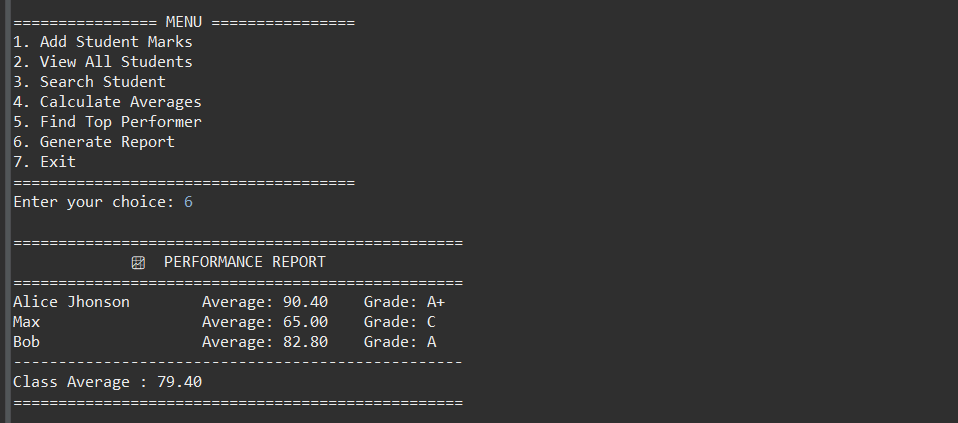 ================ MENU ================
1. Add Student Marks
2. View All Students
3. Search Student
4. Calculate Averages
5. Find Top Performer
6. Generate Report
7. Exit
======================================
Enter your choice: 6
==================================================
PERFORMANCE REPORT
==================================================
Alice Jhonson        Average: 90.40    Grade: A+
Max                  Average: 65.00    Grade: C
Bob                  Average: 82.80    Grade: A
--------------------------------------------------
Class Average : 79.40
==================================================